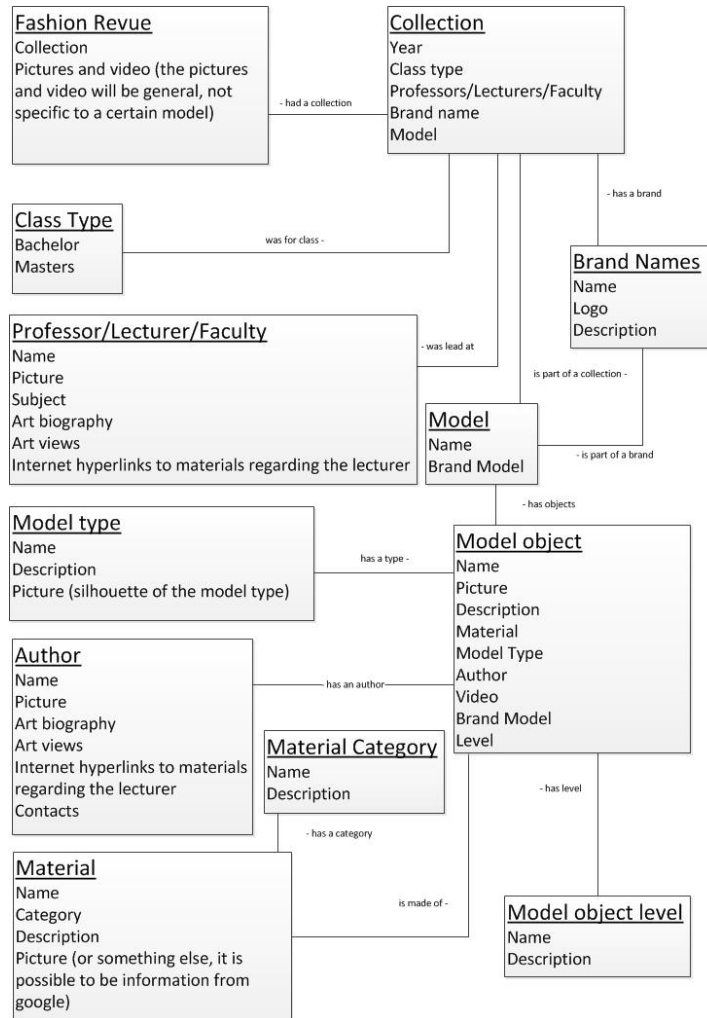 Fashion Revue
Collection
Pictures and video (the pictures
and video will be general, not
specific to a certain model)
- had a collection
Collection
Year
Class type
Professors/Lecturers/Faculty
Brand name
Model
Class Type
Bachelor
Masters
was for class -
- has a brand
Brand Names
Name
Logo
Description
Professor/Lecturer/Faculty
Name
Picture
Subject
Art biography
Art views
Internet hyperlinks to materials regarding the lecturer
- was lead at
is part of a collection -
Model
Name
Brand Model
- is part of a brand
- has objects
Model type
Name
Description
Picture (silhouette of the model type)
has a type -
Model object
Name
Picture
Description
Material
Model Type
Author
Video
Brand Model
Level
Author
Name
Picture
Art biography
Art views
Internet hyperlinks to materials
regarding the lecturer
Contacts
has an author
Material Category
Name
Description
- has level
- has a category
Material
Name
Category
Description
Picture (or something else, it is
possible to be information from
google)
is made of -
Model object level
Name
Description